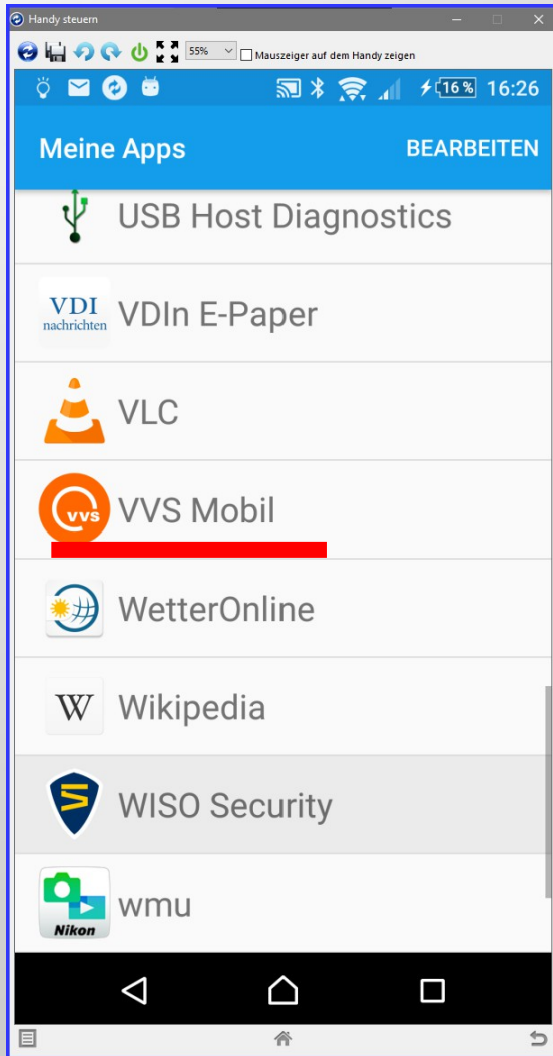 Handy steuern
55%
Mauszeiger auf dem Handy zeigen
16 %
16:26
Meine Apps
BEARBEITEN
USB Host Diagnostics
VDI
nachrichten
VDIn E-Paper
VLC
VVS
VVS Mobil
WetterOnline
W
Wikipedia
WISO Security
Nikon
wmu